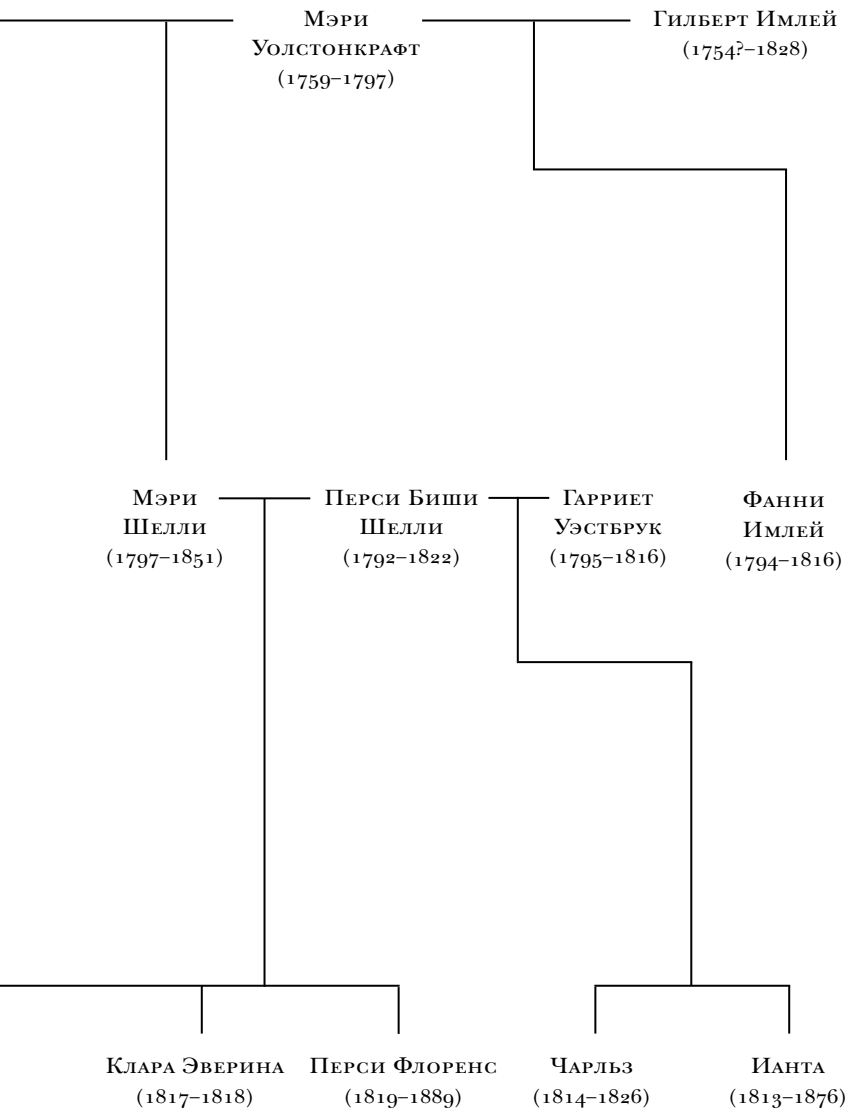 Мэри
Уолстонкрафт
(1759–1797)
Гилберт Имлей
(1754?–1828)
Мэри
Шелли
(1797–1851)
Перси Биши
Шелли
(1792–1822)
Гарриет
Уэстбрук
(1795–1816)
Фанни
Имлей
(1794–1816)
Клара Эверина
(1817–1818)
Перси Флоренс
(1819–1889)
Чарльз
(1814–1826)
Ианта
(1813–1876)